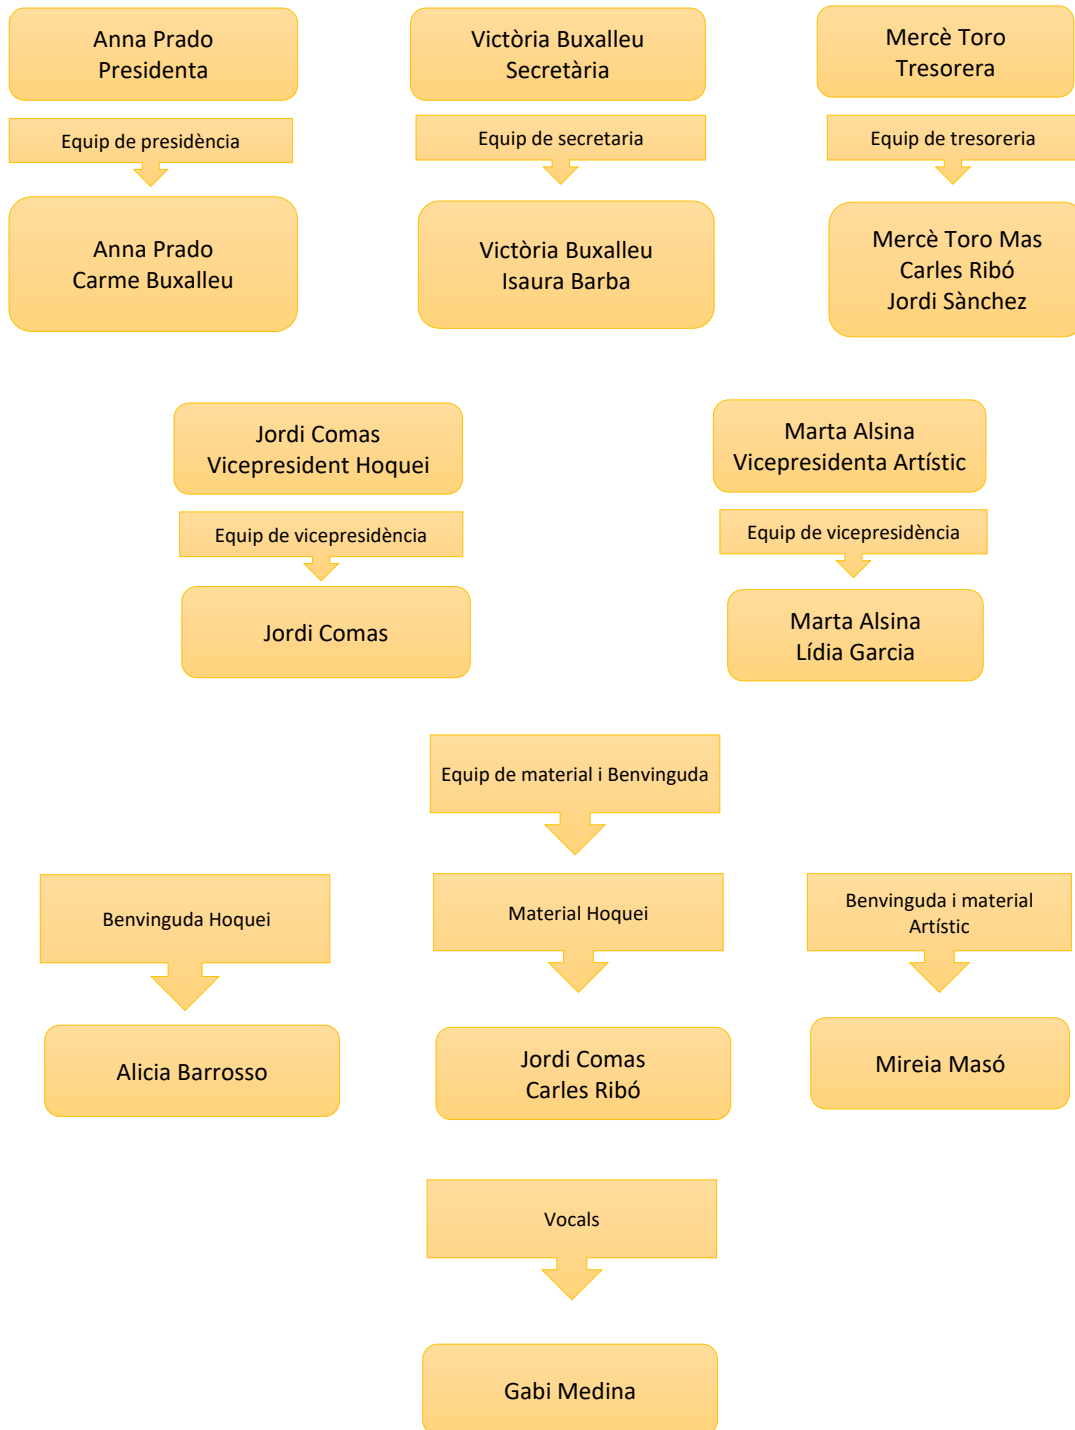 Anna Prado
Presidenta
Victòria Buxalleu
Secretària
Mercè Toro
Tresorera
Equip de presidència
Equip de secretaria
Equip de tresoreria
Anna Prado
Carme Buxalleu
Victòria Buxalleu
Isaura Barba
Mercè Toro Mas
Carles Ribó
Jordi Sànchez
Jordi Comas
Vicepresident Hoquei
Marta Alsina
Vicepresidenta Artístic
Equip de vicepresidència
Equip de vicepresidència
Jordi Comas
Marta Alsina
Lídia Garcia
Equip de material i Benvinguda
Benvinguda Hoquei
Material Hoquei
Benvinguda i material
Artístic
Alicia Barrosso
Jordi Comas
Carles Ribó
Mireia Masó
Vocals
Gabi Medina